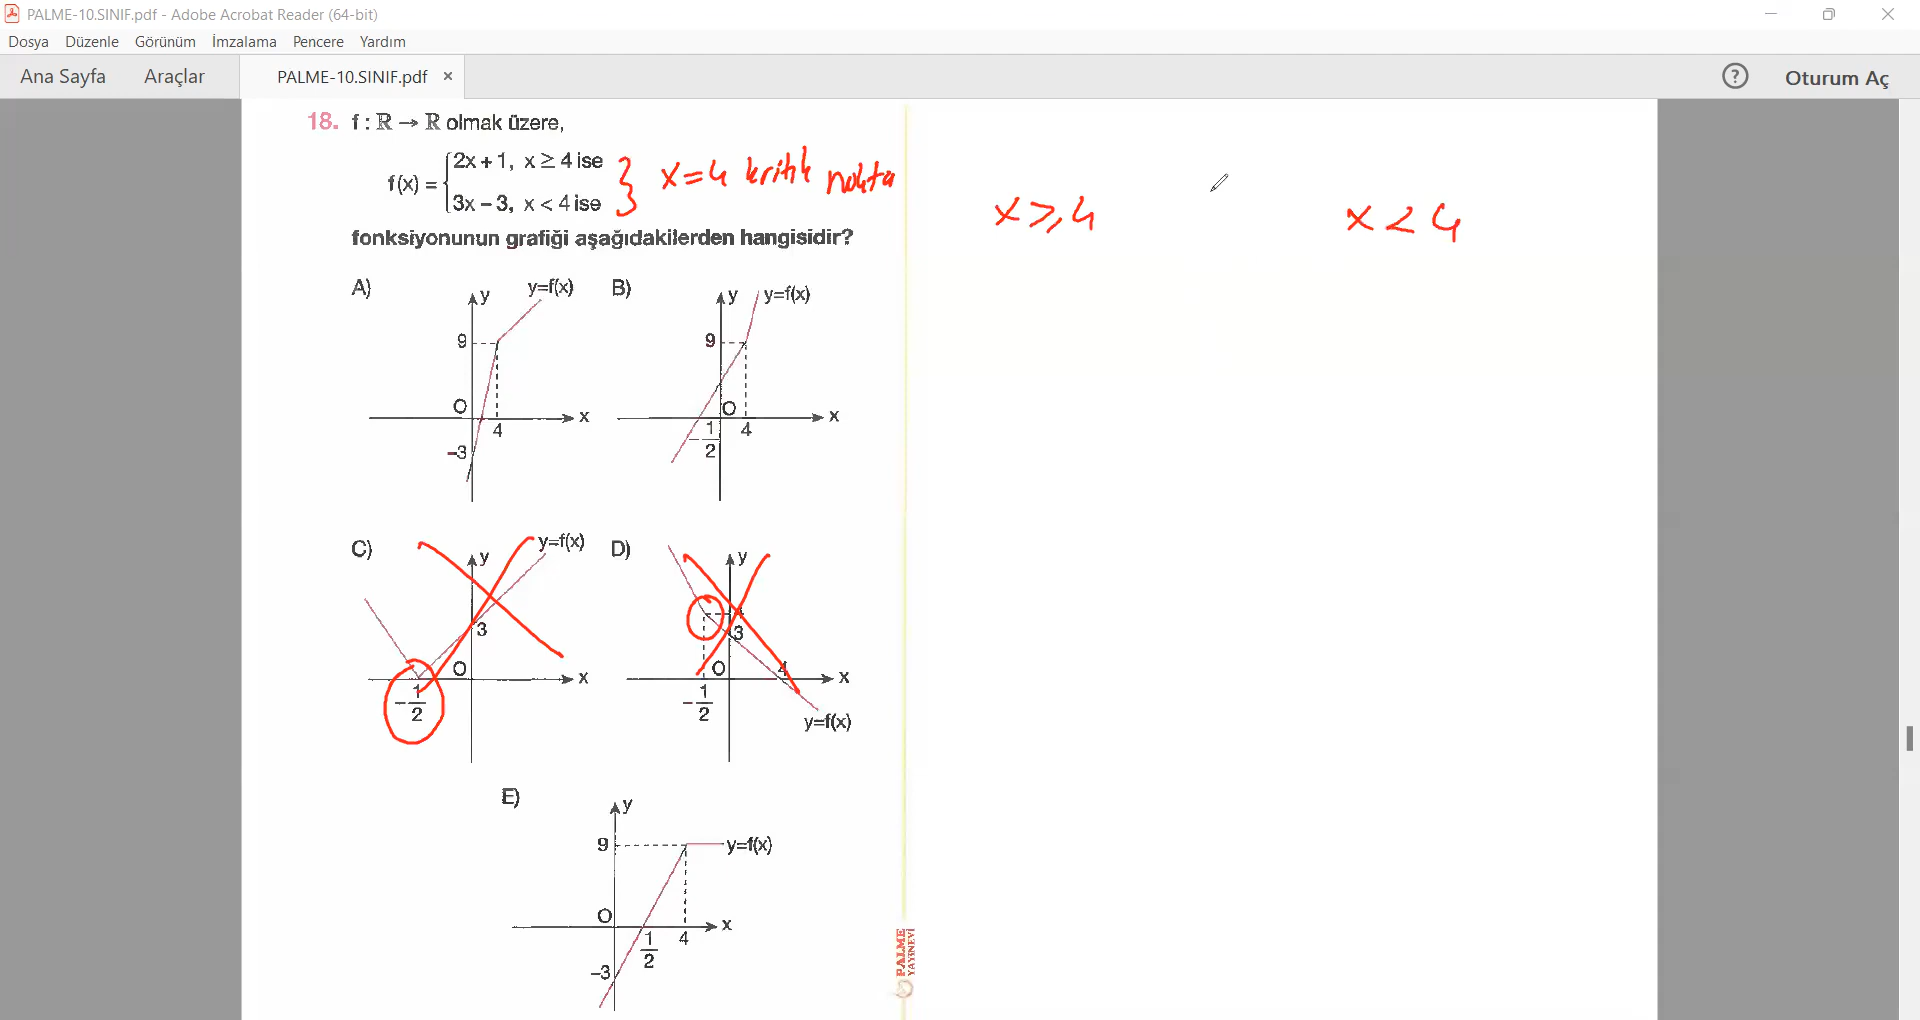 PALME-10.SINIF.pdf - Adobe Acrobat Reader (64-bit)
Dosya Düzenle Görünüm İmzalama Pencere Yardım
Ana Sayfa Araçlar PALME-10.SINIF.pdf × ? Oturum Aç
18. f : ℝ → ℝ olmak üzere,
f(x) = { 2x + 1, x ≥ 4 ise
3x – 3, x < 4 ise
x=4 kritik nokta
x ≥ 4
x < 4
fonksiyonunun grafiği aşağıdakilerden hangisidir?
A)
y
y=f(x)
9
O
x
4
–3
B)
y
y=f(x)
9
O
x
–1/2
4
C)
y=f(x)
y
3
O
x
–1/2
D)
y
4
3
O
4
x
–1/2
y=f(x)
E)
y
9
y=f(x)
O
x
1/2
4
–3
PALME
YAYINEVİ